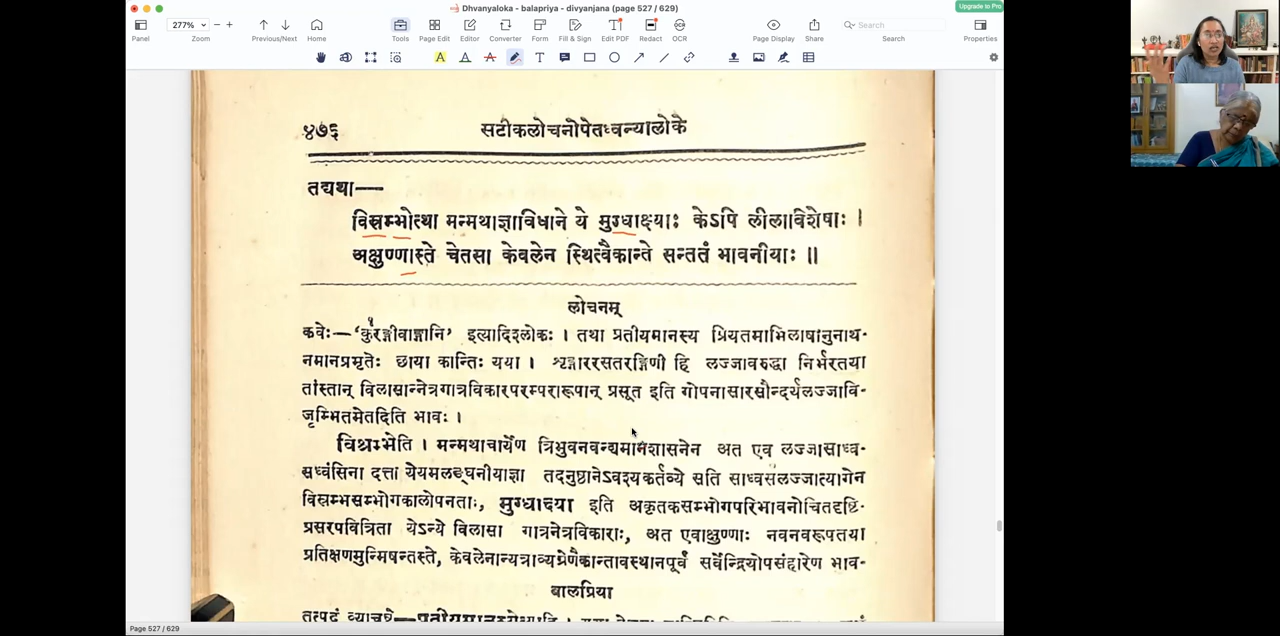 Dhvanyaloka - balapriya - divyanjana (page 527 / 629)
Upgrade to Pro
277%
Search
Panel Zoom Previous/Next Home Tools Page Edit Editor Converter Form Fill & Sign Edit PDF Redact OCR Page Display Share Search Properties
४७६ सटीकलोचनोपेतध्वन्यालोके
तद्यथा—
विस्रम्भोत्था मन्मथाज्ञाविधाने ये मुग्धाक्ष्याः केऽपि लीलाविशेषाः ।
अक्षुण्णास्ते चेतसा केवलेन स्थित्वैकान्ते सन्ततं भावनीयाः ॥
लोचनम्
कवेः—'कुरङ्गीवाङ्गानि' इत्यादिश्लोकः । तथा प्रतीयमानस्य प्रियतमाभिलाषानुनाथ-
नमानप्रभृतेः छाया कान्तिः यया । शृङ्गाररसतरङ्गिणी हि लज्जावरुद्धा निर्भरतया
तांस्तान् विलासान्नेत्रगात्रविकारपरम्परारूपान् प्रसूत इति गोपनासारसौन्दर्यलज्जावि-
जृम्भितमेतदिति भावः ।
विश्रम्भेति । मन्मथाचार्येण त्रिभुवनवन्द्यमानशासनेन अत एव लज्जासाध्व-
सध्वंसिना दत्ता येयमलङ्घनीयाज्ञा तदनुष्ठानेऽवश्यकर्तव्ये सति साध्वसलज्जात्यागेन
विस्रम्भसम्भोगकालोपनताः, मुग्धाक्ष्या इति अकृतकसम्भोगपरिभावनोचितदृष्टि-
प्रसरपवित्रिता येऽन्ये विलासा गात्रनेत्रविकाराः, अत एवाक्षुण्णाः नवनवरूपतया
प्रतिक्षणमुन्मिषन्तस्ते, केवलेनान्यत्राव्यग्रेणैकान्तावस्थानपूर्वं सर्वेन्द्रियोपसंहारेण भाव-
बालप्रिया
Page 527 / 629